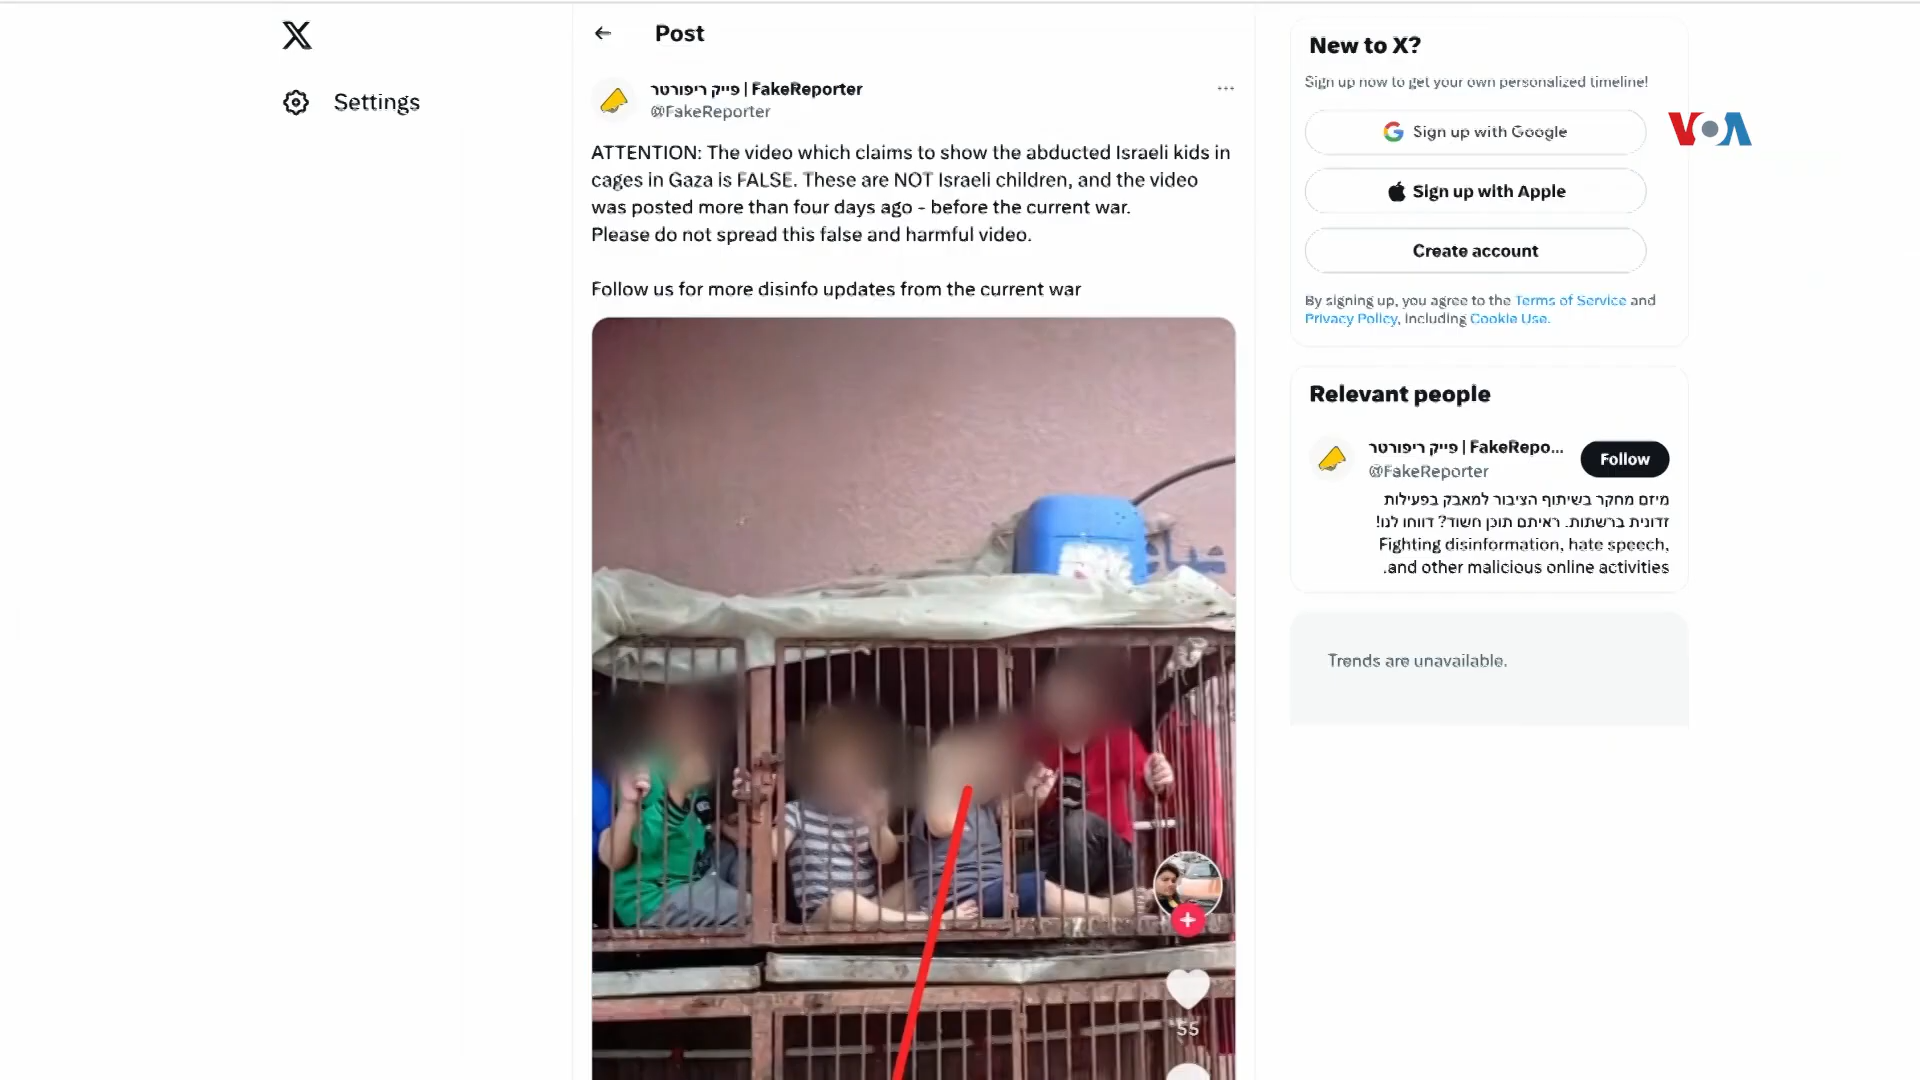 Post
Settings
פייק ריפורטר | FakeReporter
@FakeReporter
ATTENTION: The video which claims to show the abducted Israeli kids in
cages in Gaza is FALSE. These are NOT Israeli children, and the video
was posted more than four days ago - before the current war.
Please do not spread this false and harmful video.
Follow us for more disinfo updates from the current war
55
New to X?
Sign up now to get your own personalized timeline!
Sign up with Google
Sign up with Apple
Create account
By signing up, you agree to the Terms of Service and
Privacy Policy, including Cookie Use.
VOA
Relevant people
פייק ריפורטר | FakeRepo...
@FakeReporter
Follow
מיזם מחקר בשיתוף הציבור למאבק בפעילות
זדונית ברשתות. ראיתם תוכן חשוד? דווחו לנו!
Fighting disinformation, hate speech,
and other malicious online activities.
Trends are unavailable.